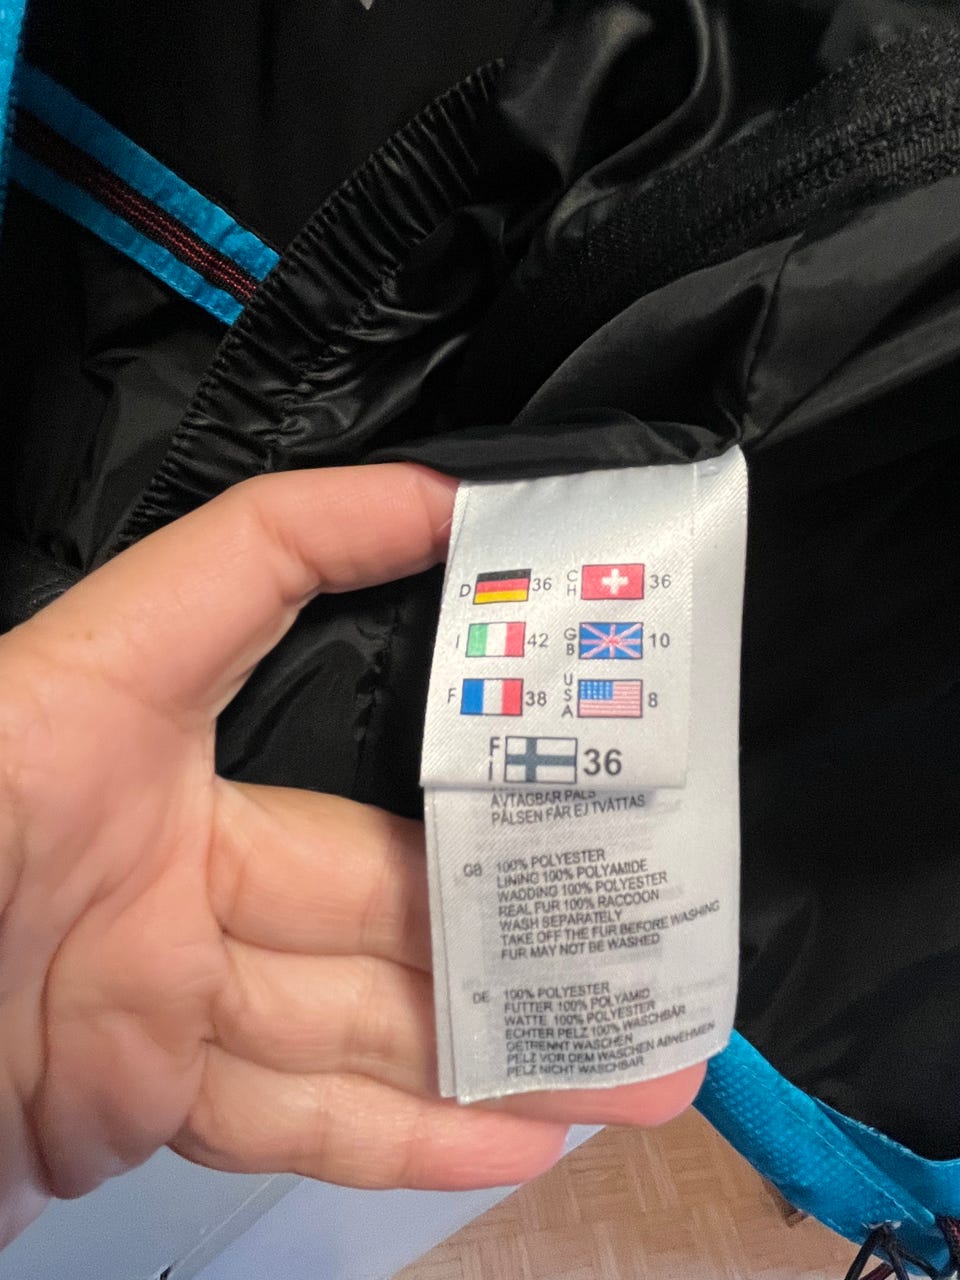 D 36 CH 36
I 42 GB 10
F 38 USA 8
FI 36
AVTAGBAR PÄLS
PÄLSEN FÅR EJ TVÄTTAS
GB 100% POLYESTER
LINING 100% POLYAMIDE
WADDING 100% POLYESTER
REAL FUR 100% RACCOON
WASH SEPARATELY
TAKE OFF THE FUR BEFORE WASHING
FUR MAY NOT BE WASHED
DE 100% POLYESTER
FUTTER 100% POLYAMID
WATTE 100% POLYESTER
ECHTER PELZ 100% WASCHBÄR
GETRENNT WASCHEN
PELZ VOR DEM WASCHEN ABNEHMEN
PELZ NICHT WASCHBAR